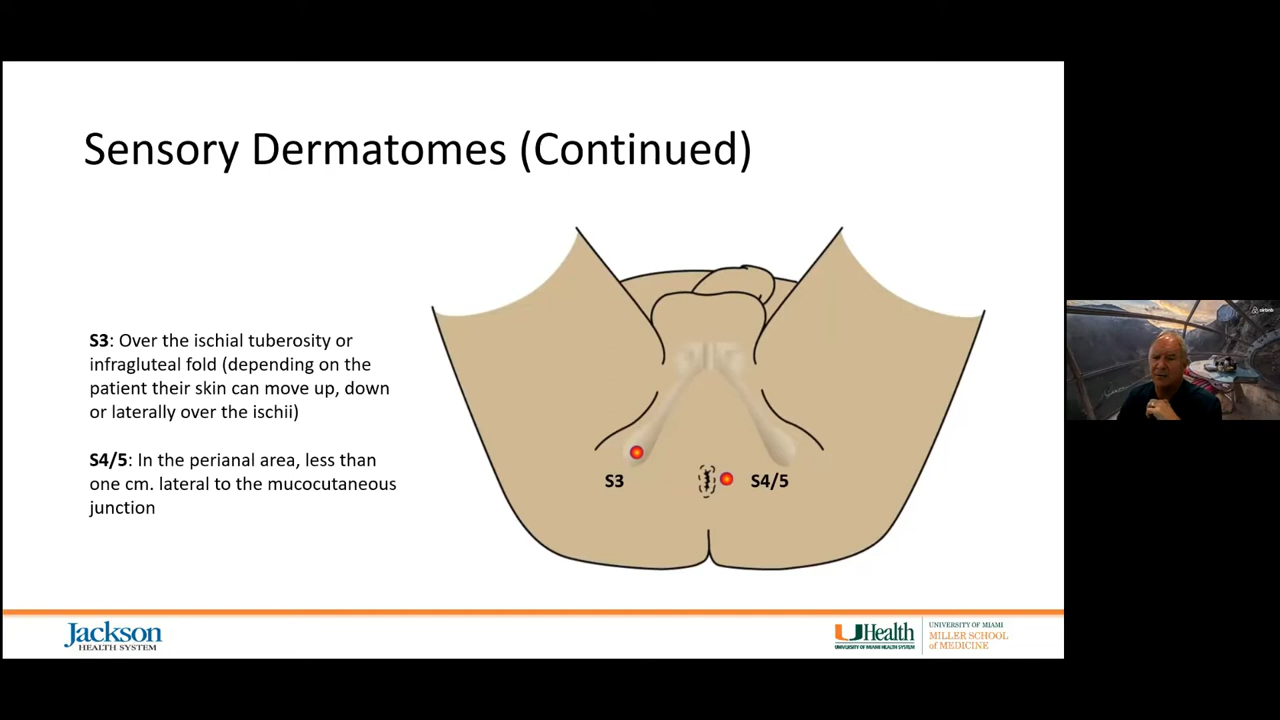 Sensory Dermatomes (Continued)
S3: Over the ischial tuberosity or
infragluteal fold (depending on the
patient their skin can move up, down
or laterally over the ischii)
S4/5: In the perianal area, less than
one cm. lateral to the mucocutaneous
junction
S3
S4/5
airbnb
Jackson
HEALTH SYSTEM
UHealth
UNIVERSITY OF MIAMI HEALTH SYSTEM
UNIVERSITY OF MIAMI
MILLER SCHOOL
of MEDICINE